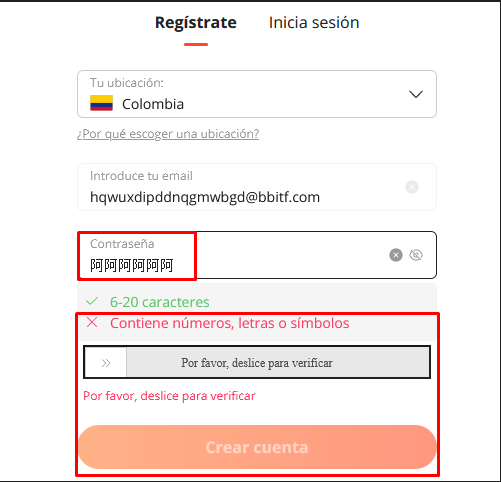 Regístrate Inicia sesión
Tu ubicación:
Colombia
¿Por qué escoger una ubicación?
Introduce tu email
hqwuxdipddnqgmwbgd@bbitf.com
Contraseña
阿阿阿阿阿阿
6-20 caracteres
Contiene números, letras o símbolos
Por favor, deslice para verificar
Por favor, deslice para verificar
Crear cuenta